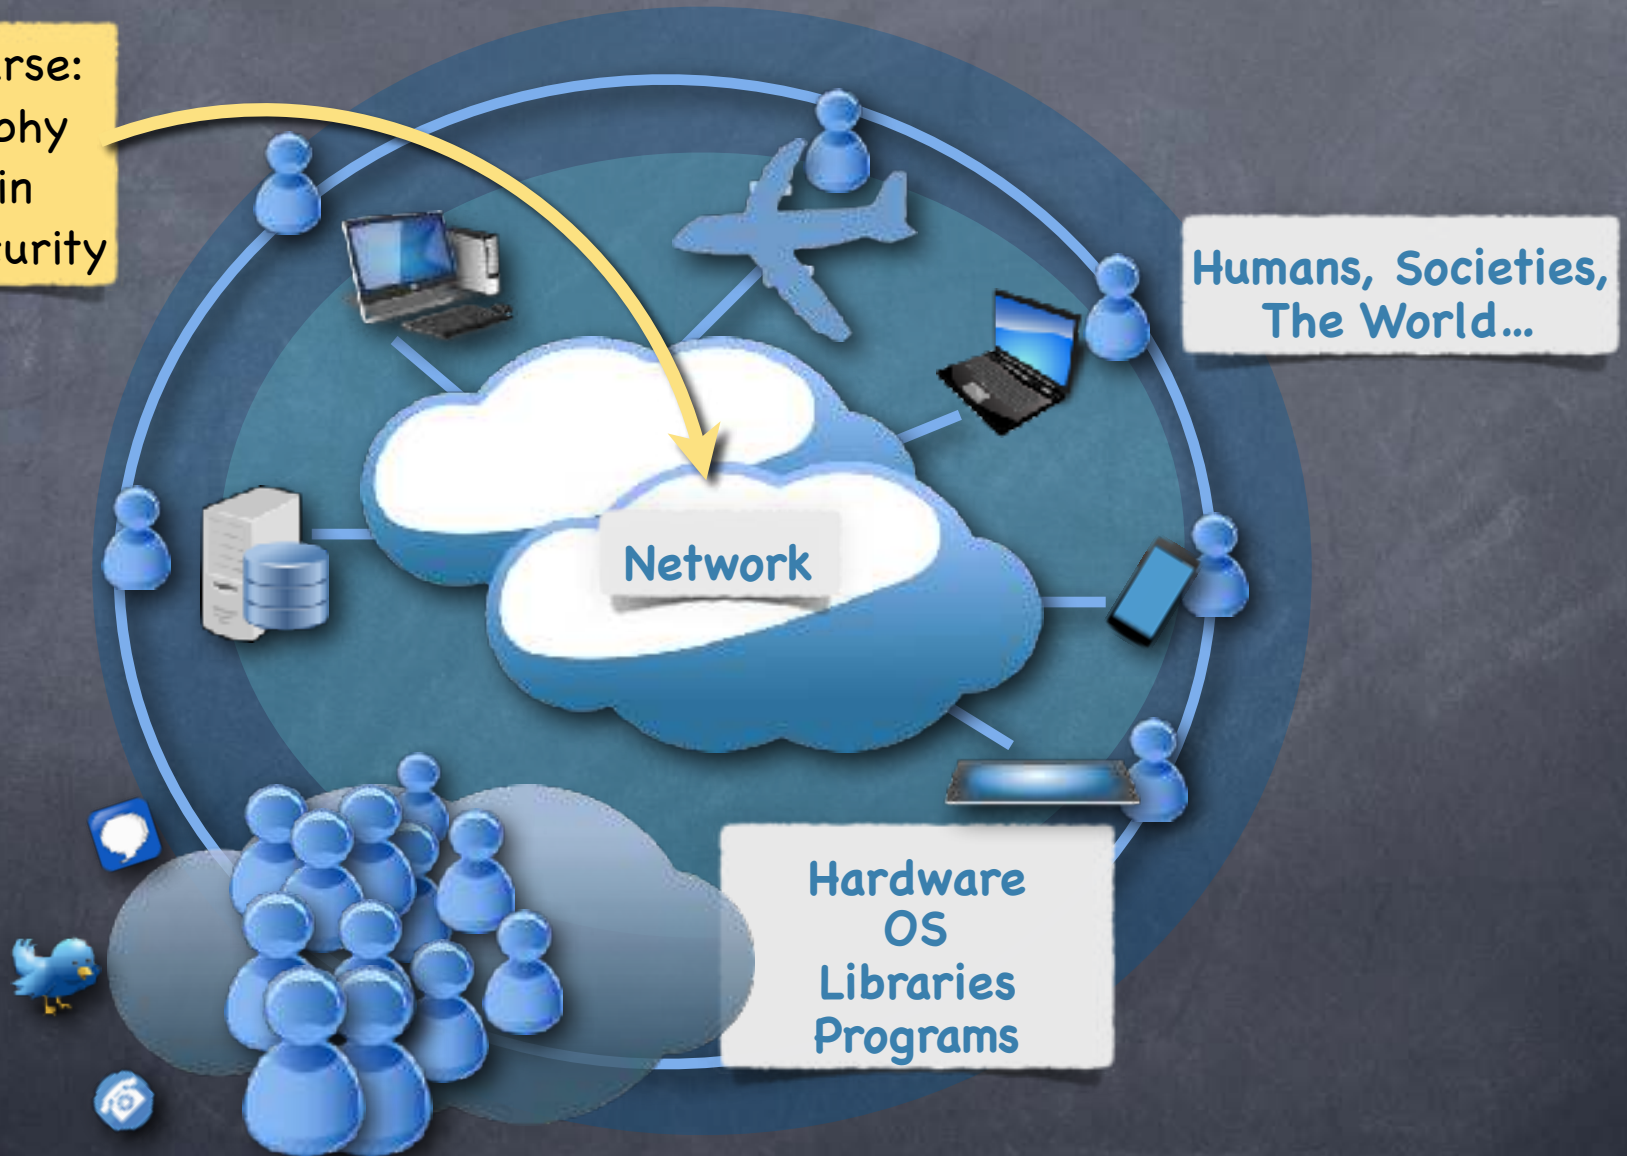 rse:
phy
in
urity
Humans, Societies,
The World...
Network
Hardware
OS
Libraries
Programs